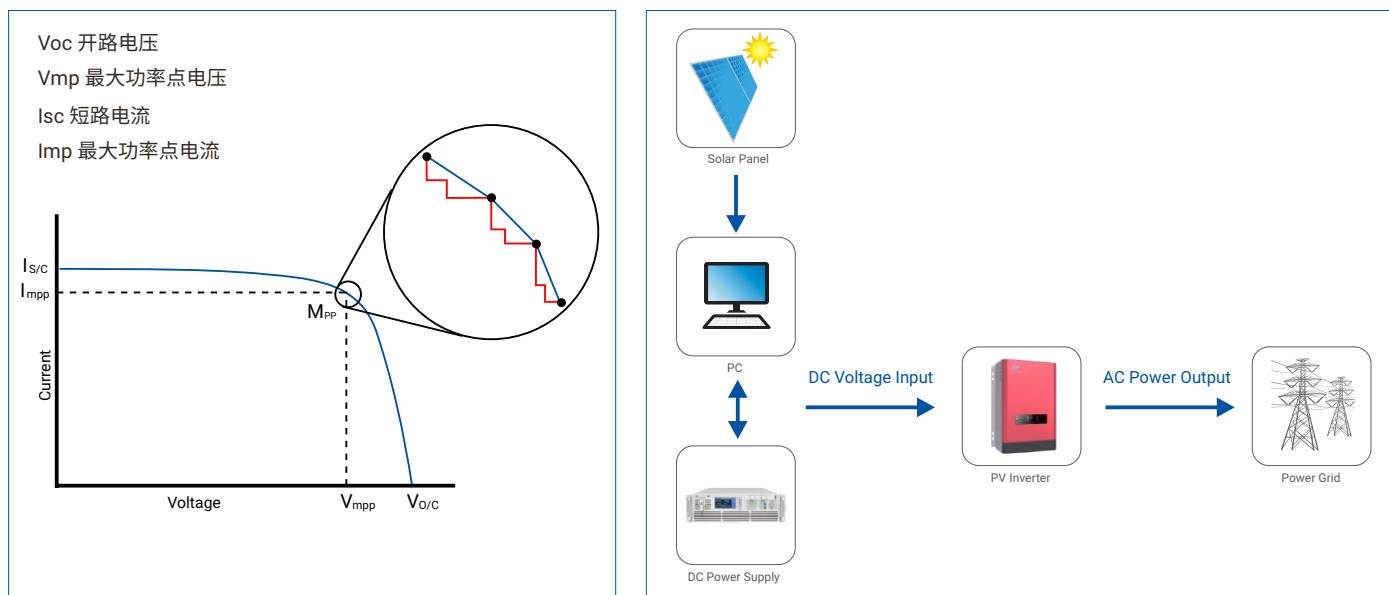 Voc 开路电压
Vmp 最大功率点电压
Isc 短路电流
Imp 最大功率点电流
IS/C
Impp
MPP
Current
Voltage
Vmpp
VO/C
Solar Panel
PC
DC Voltage Input
AC Power Output
PV Inverter
Power Grid
DC Power Supply